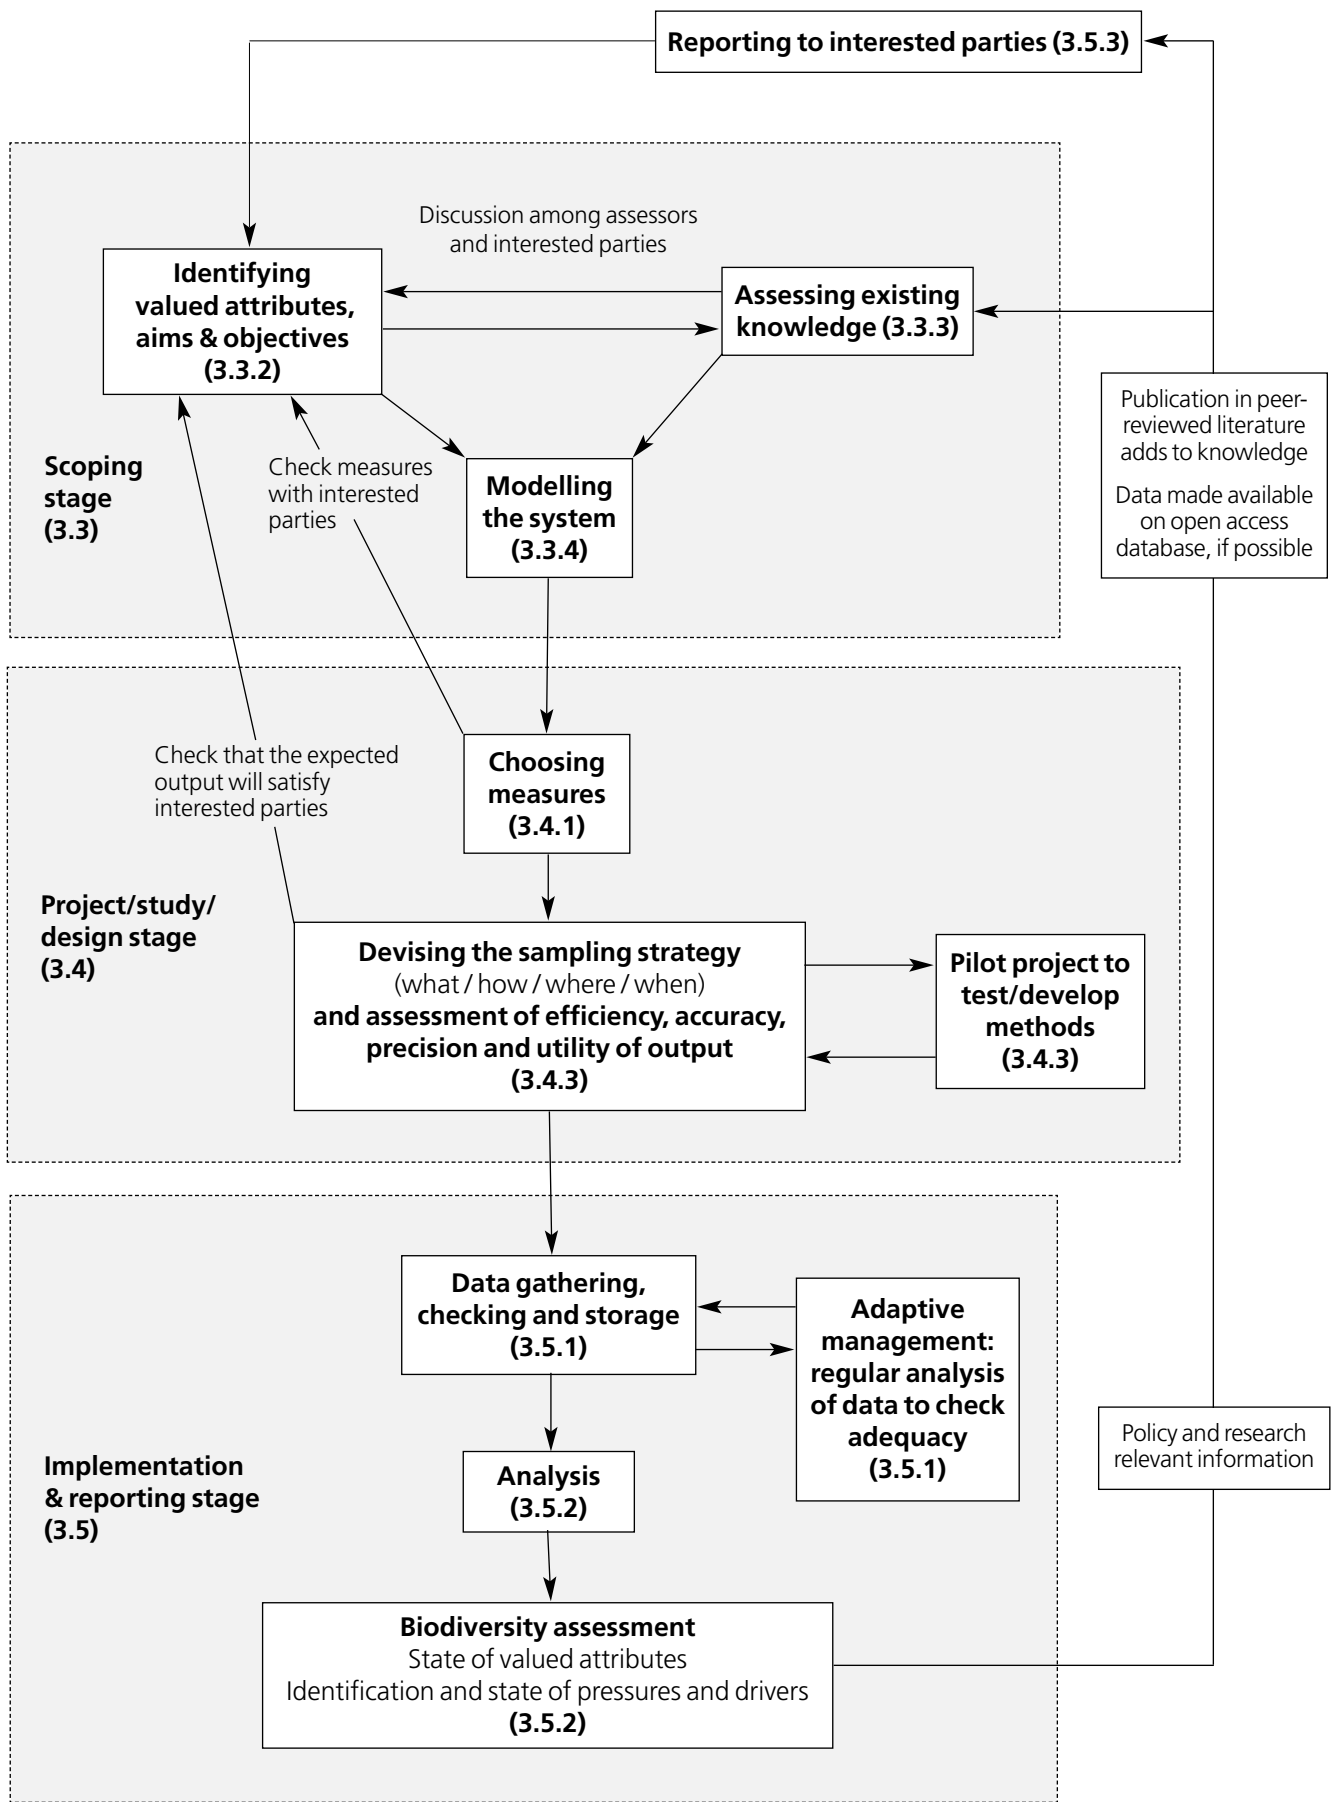 Reporting to interested parties (3.5.3)
Discussion among assessors
and interested parties
Identifying
valued attributes,
aims & objectives
(3.3.2)
Assessing existing
knowledge (3.3.3)
Publication in peer-
reviewed literature
adds to knowledge
Data made available
on open access
database, if possible
Scoping
stage
(3.3)
Check measures
with interested
parties
Modelling
the system
(3.3.4)
Check that the expected
output will satisfy
interested parties
Choosing
measures
(3.4.1)
Project/study/
design stage
(3.4)
Devising the sampling strategy
(what / how / where / when)
and assessment of efficiency, accuracy,
precision and utility of output
(3.4.3)
Pilot project to
test/develop
methods
(3.4.3)
Data gathering,
checking and storage
(3.5.1)
Adaptive
management:
regular analysis
of data to check
adequacy
(3.5.1)
Policy and research
relevant information
Implementation
& reporting stage
(3.5)
Analysis
(3.5.2)
Biodiversity assessment
State of valued attributes
Identification and state of pressures and drivers
(3.5.2)